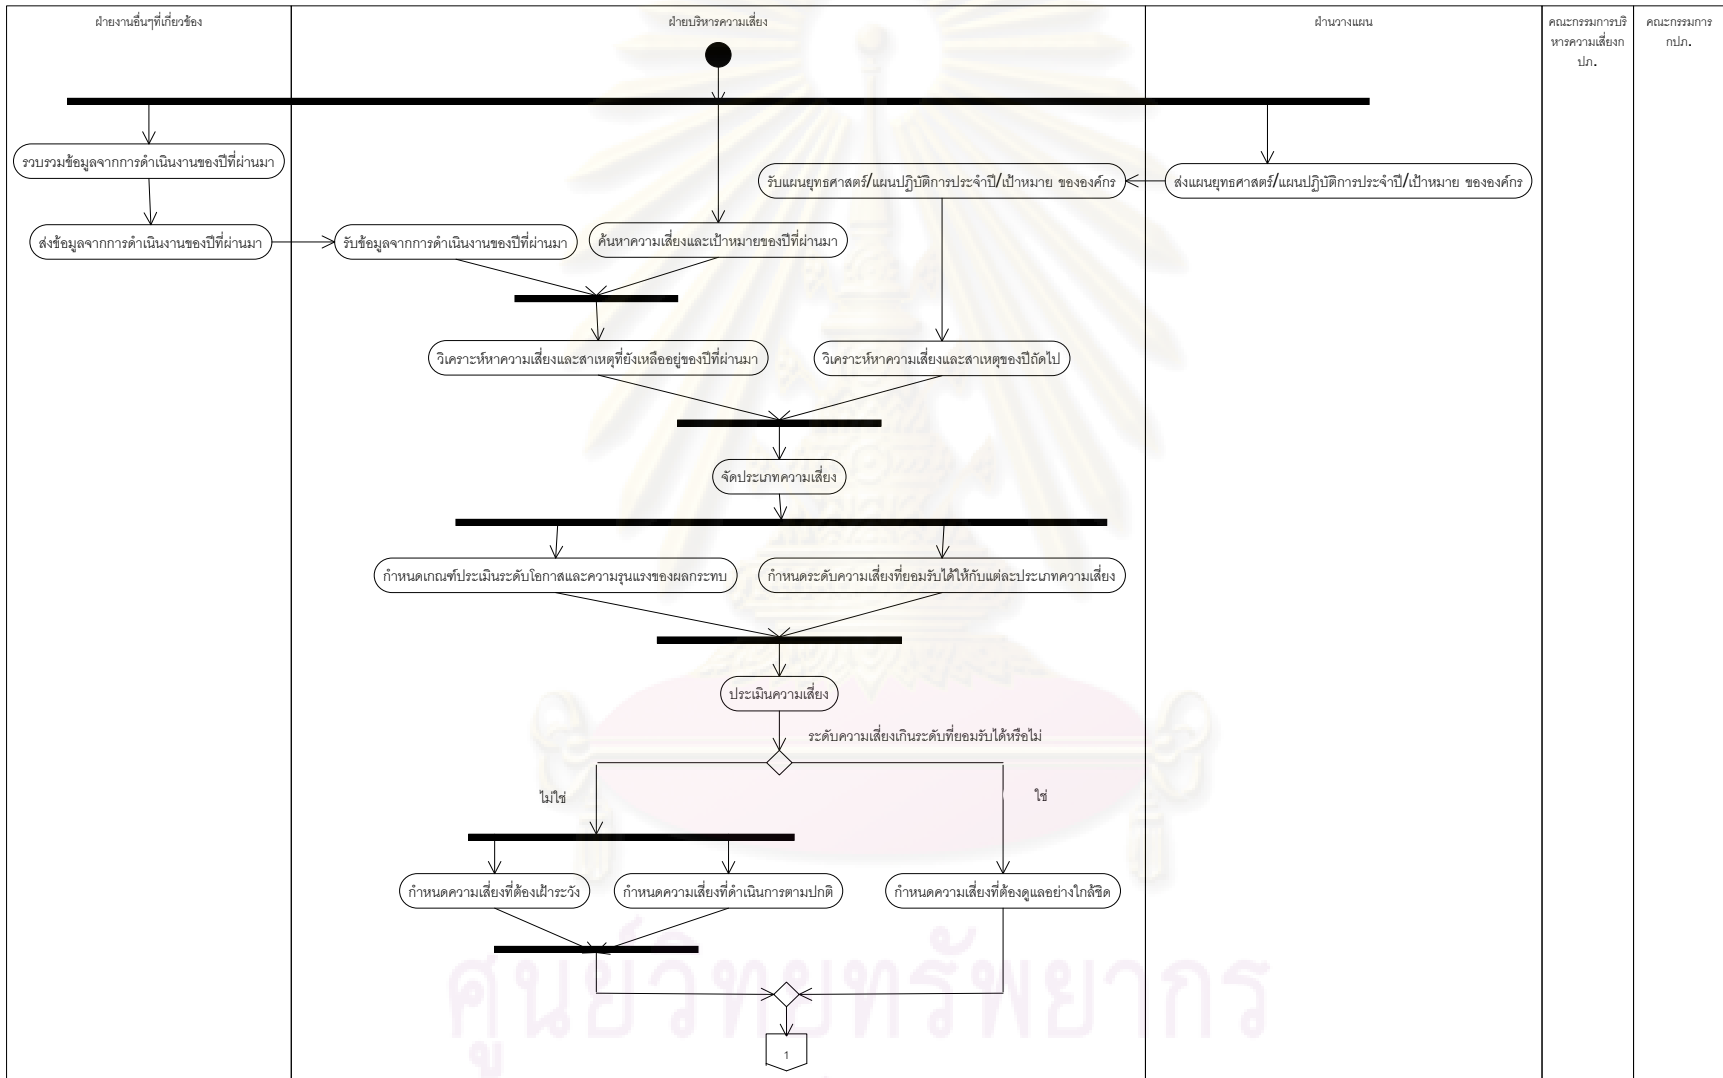 ฝ่ายงานอื่นๆที่เกี่ยวข้อง
ฝ่ายบริหารความเสี่ยง
ฝ่านวางแผน
คณะกรรมการบริ
หารความเสี่ยงก
ปภ.
คณะกรรมการ
กปภ.
รวบรวมข้อมูลจากการดำเนินงานของปีที่ผ่านมา
รับแผนยุทธศาสตร์/แผนปฏิบัติการประจำปี/เป้าหมาย ขององค์กร
ส่งแผนยุทธศาสตร์/แผนปฏิบัติการประจำปี/เป้าหมาย ขององค์กร
ส่งข้อมูลจากการดำเนินงานของปีที่ผ่านมา
รับข้อมูลจากการดำเนินงานของปีที่ผ่านมา
ค้นหาความเสี่ยงและเป้าหมายของปีที่ผ่านมา
วิเคราะห์หาความเสี่ยงและสาเหตุที่ยังเหลืออยู่ของปีที่ผ่านมา
วิเคราะห์หาความเสี่ยงและสาเหตุของปีถัดไป
จัดประเภทความเสี่ยง
กำหนดเกณฑ์ประเมินระดับโอกาสและความรุนแรงของผลกระทบ
กำหนดระดับความเสี่ยงที่ยอมรับได้ให้กับแต่ละประเภทความเสี่ยง
ประเมินความเสี่ยง
ระดับความเสี่ยงเกินระดับที่ยอมรับได้หรือไม่
ไม่ใช่
ใช่
กำหนดความเสี่ยงที่ต้องเฝ้าระวัง
กำหนดความเสี่ยงที่ดำเนินการตามปกติ
กำหนดความเสี่ยงที่ต้องดูแลอย่างใกล้ชิด
ศูนย์วิทยทรัพยากร
1